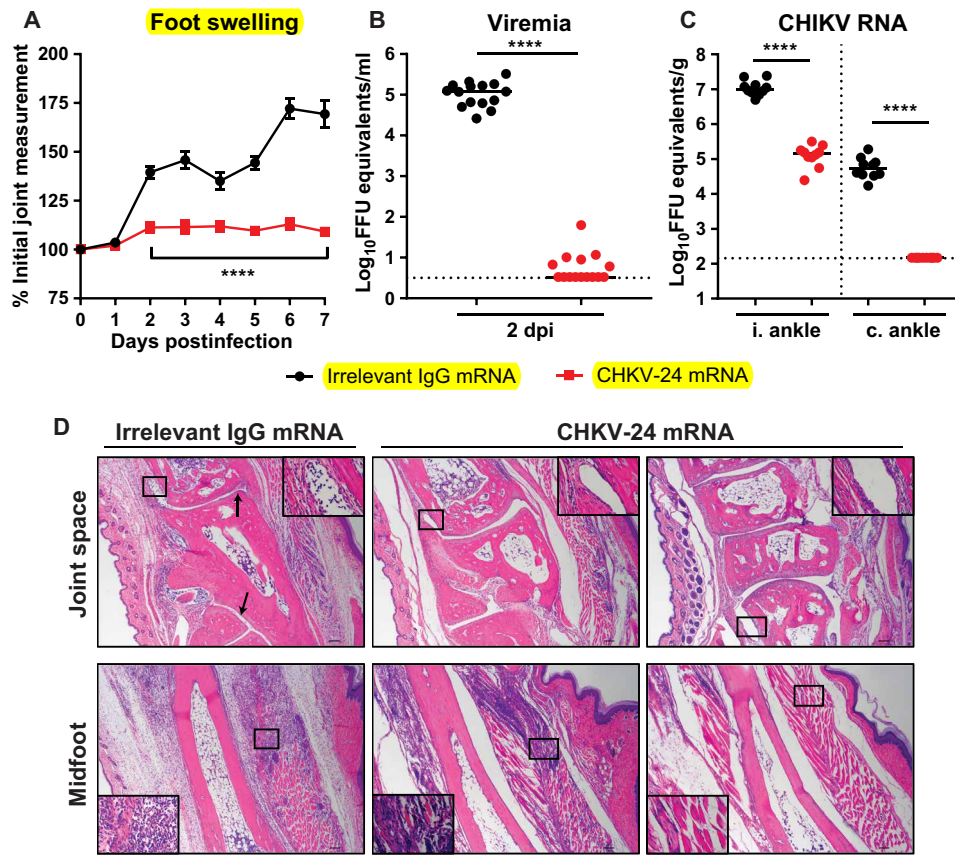 A
Foot swelling
% Initial joint measurement
200
175
150
125
100
75
****
0 1 2 3 4 5 6 7
Days postinfection
B
Viremia
****
Log10FFU equivalents/ml
6
5
4
3
2
1
0
2 dpi
C
CHIKV RNA
****
****
Log10FFU equivalents/g
8
7
6
5
4
3
2
1
i. ankle
c. ankle
Irrelevant IgG mRNA
CHKV-24 mRNA
D
Irrelevant IgG mRNA
CHKV-24 mRNA
Joint space
Midfoot